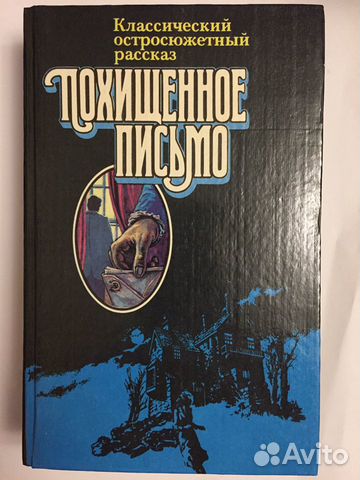 Классический
остросюжетный
рассказ
ПОХИЩЕННОЕ
ПИСЬМО
Avito